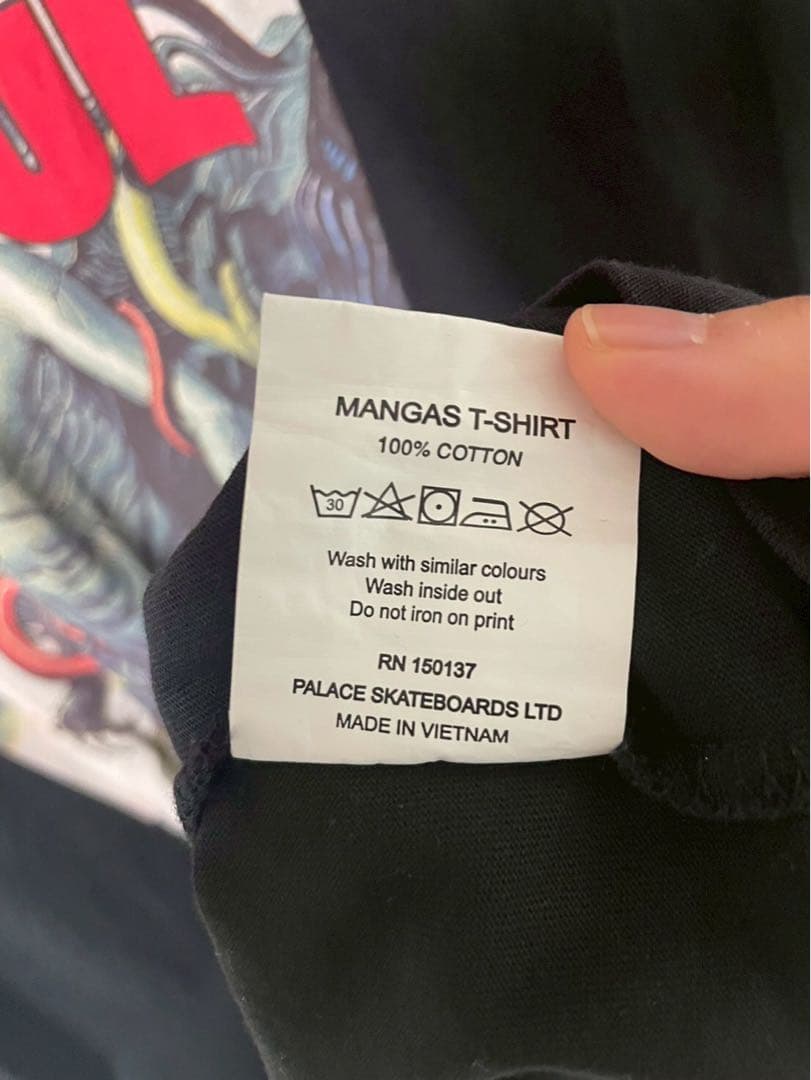 UL
MANGAS T-SHIRT
100% COTTON
30
Wash with similar colours
Wash inside out
Do not iron on print
RN 150137
PALACE SKATEBOARDS LTD
MADE IN VIETNAM